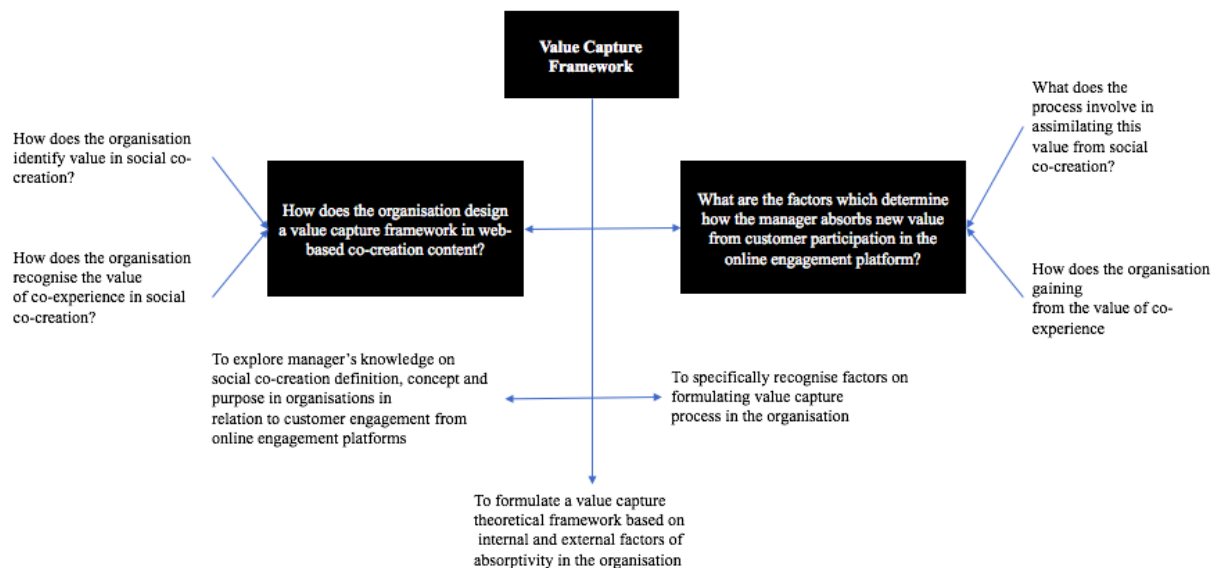 Value Capture
Framework
What does the
process involve in
assimilating this
value from social
co-creation?
How does the organisation
identify value in social co-
creation?
How does the organisation design
a value capture framework in web-
based co-creation content?
What are the factors which determine
how the manager absorbs new value
from customer participation in the
online engagement platform?
How does the organisation
recognise the value
of co-experience in social
co-creation?
How does the organisation
gaining
from the value of co-
experience
To explore manager’s knowledge on
social co-creation definition, concept and
purpose in organisations in
relation to customer engagement from
online engagement platforms
To specifically recognise factors on
formulating value capture
process in the organisation
To formulate a value capture
theoretical framework based on
internal and external factors of
absorptivity in the organisation